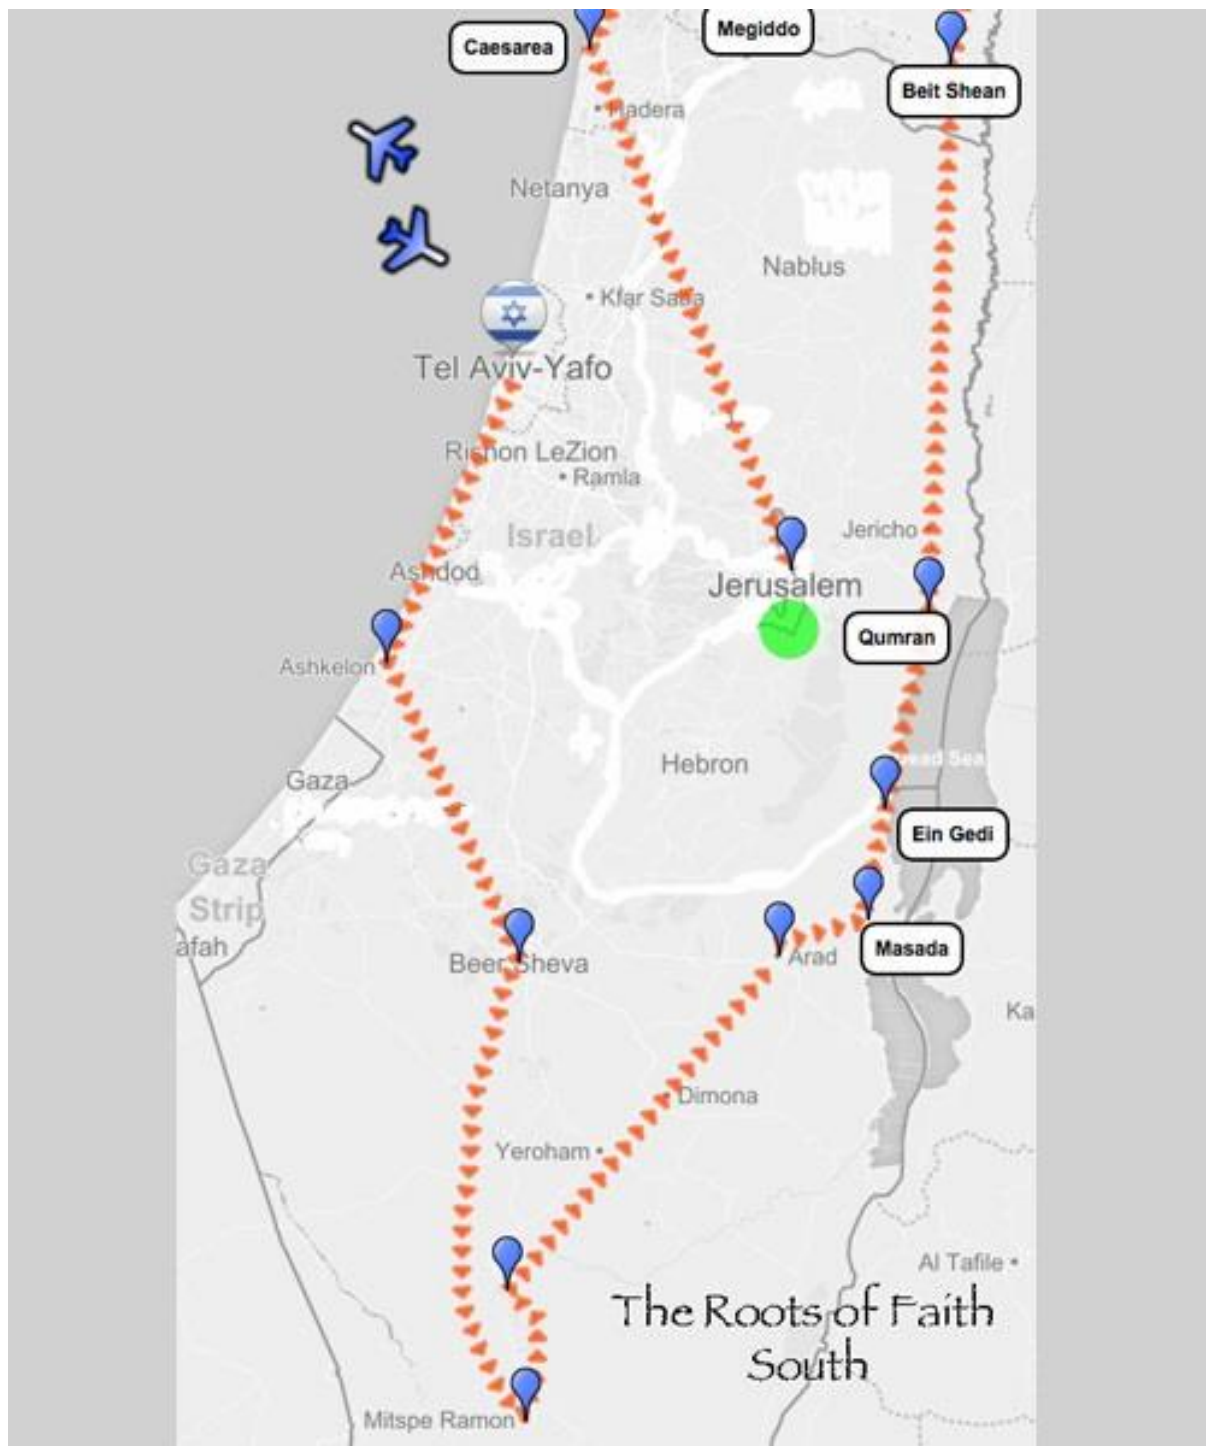 Caesarea
Megiddo
Beit Shean
Hadera
Netanya
Nablus
Kfar Saba
Tel Aviv-Yafo
Rishon LeZion
Ramla
Israel
Jericho
Ashdod
Jerusalem
Qumran
Ashkelon
Hebron
Dead Sea
Gaza
Ein Gedi
Gaza
Strip
afah
Beer Sheva
Arad
Masada
Ka
Dimona
Yeroham
Al Tafile
The Roots of Faith
South
Mitspe Ramon